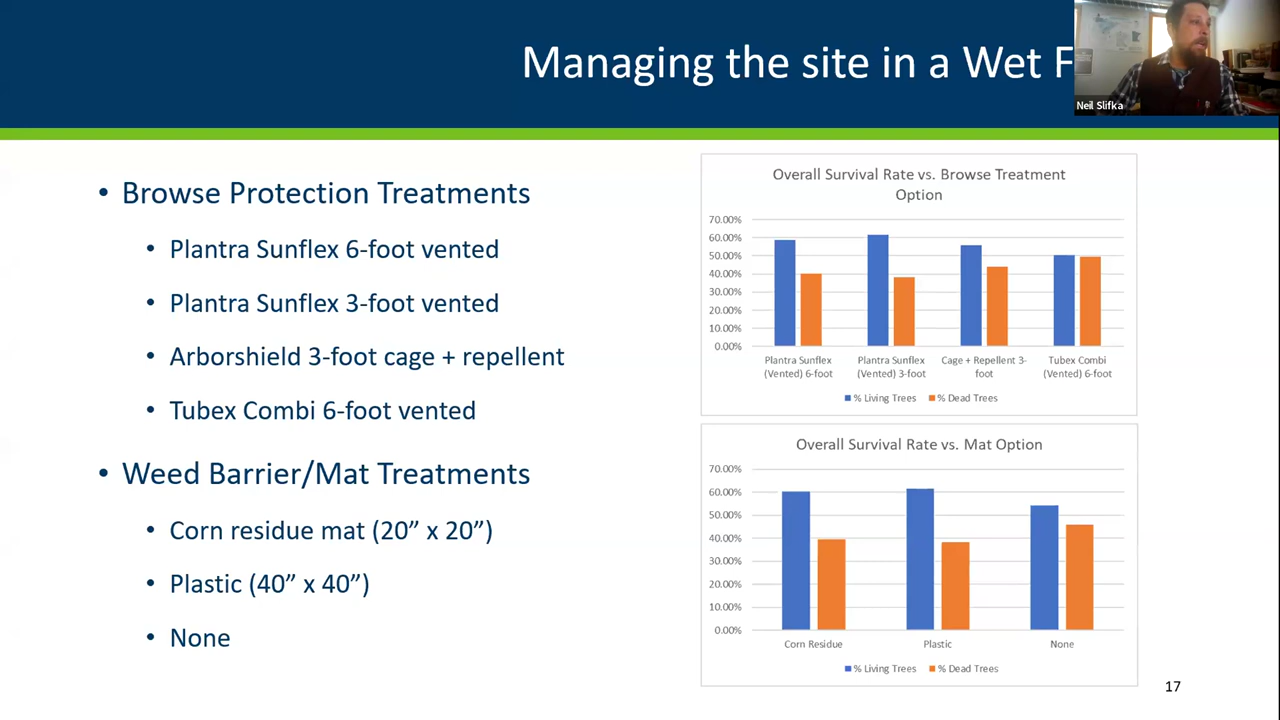 Managing the site in a Wet F
Neil Slifka
• Browse Protection Treatments
• Plantra Sunflex 6-foot vented
• Plantra Sunflex 3-foot vented
• Arborshield 3-foot cage + repellent
• Tubex Combi 6-foot vented
• Weed Barrier/Mat Treatments
• Corn residue mat (20” x 20”)
• Plastic (40” x 40”)
• None
Overall Survival Rate vs. Browse Treatment
Option
70.00%
60.00%
50.00%
40.00%
30.00%
20.00%
10.00%
0.00%
Plantra Sunflex Plantra Sunflex Cage + Repellent 3- Tubex Combi
(Vented) 6-foot (Vented) 3-foot foot (Vented) 6-foot
% Living Trees % Dead Trees
Overall Survival Rate vs. Mat Option
70.00%
60.00%
50.00%
40.00%
30.00%
20.00%
10.00%
0.00%
Corn Residue Plastic None
% Living Trees % Dead Trees
17